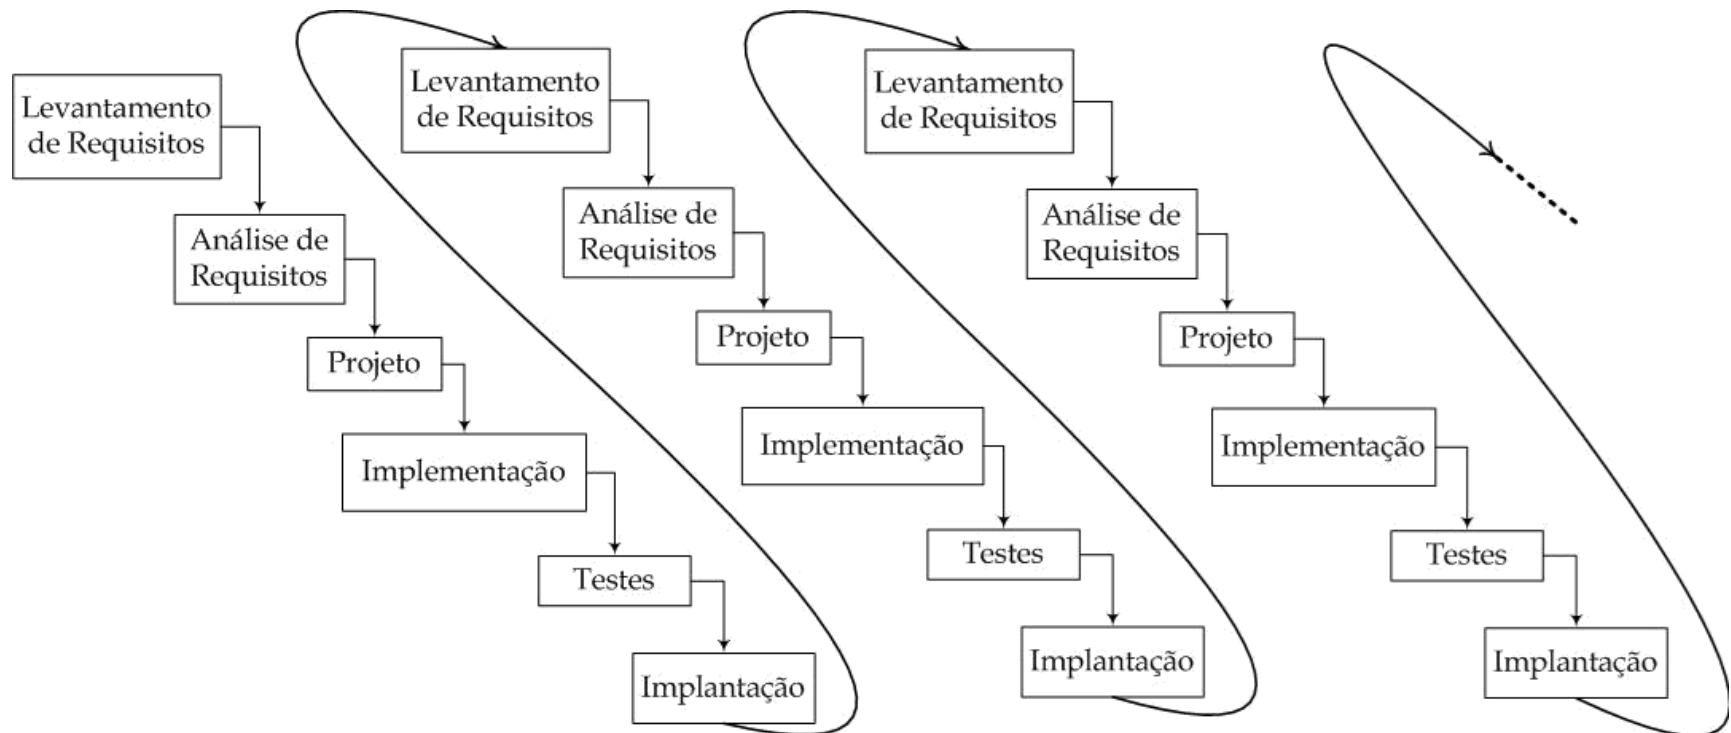 Levantamento
de Requisitos
Análise de
Requisitos
Projeto
Implementação
Testes
Implantação
Levantamento
de Requisitos
Análise de
Requisitos
Projeto
Implementação
Testes
Implantação
Levantamento
de Requisitos
Análise de
Requisitos
Projeto
Implementação
Testes
Implantação